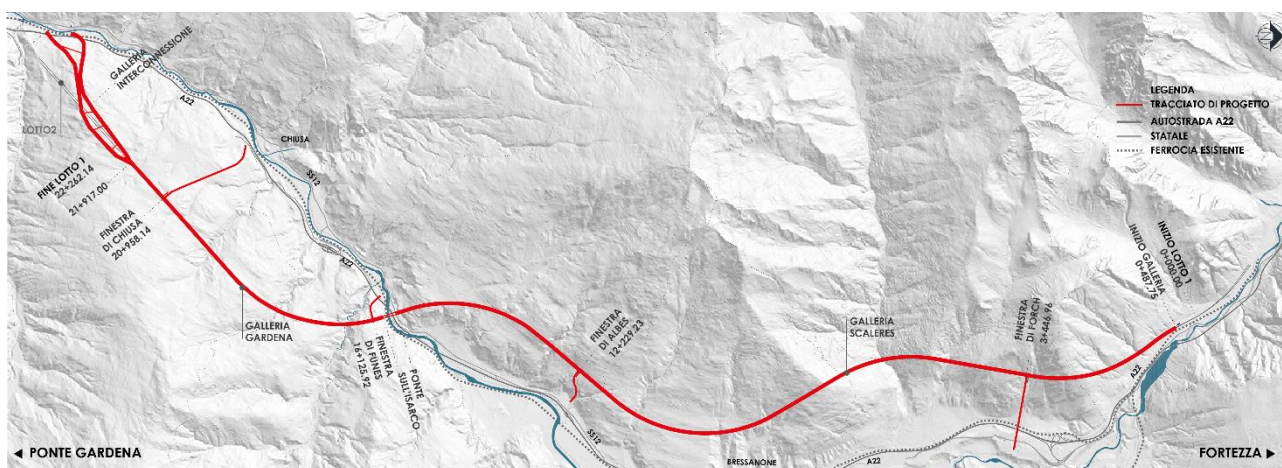 GALLERIA
INTERCONNESSIONE
A22
LOTTO2
CHIUSA
FINE LOTTO 1
22+262.14
21+917.00
FINESTRA
DI CHIUSA
20+958.14
SS12
A22
GALLERIA
GARDENA
FINESTRA
DI FUNES
16+125.92
PONTE
SULL'ISARCO
FINESTRA
DI ALBES
12+229.23
SS12
BRESSANONE
GALLERIA
SCALERES
A22
FINESTRA
DI FORCH
3+446.96
A22
INIZIO GALLERIA
0+487.75
INIZIO LOTTO 1
0+000.00
LEGENDA
TRACCIATO DI PROGETTO
AUTOSTRADA A22
STATALE
FERROCIA ESISTENTE
◄ PONTE GARDENA
FORTEZZA ►